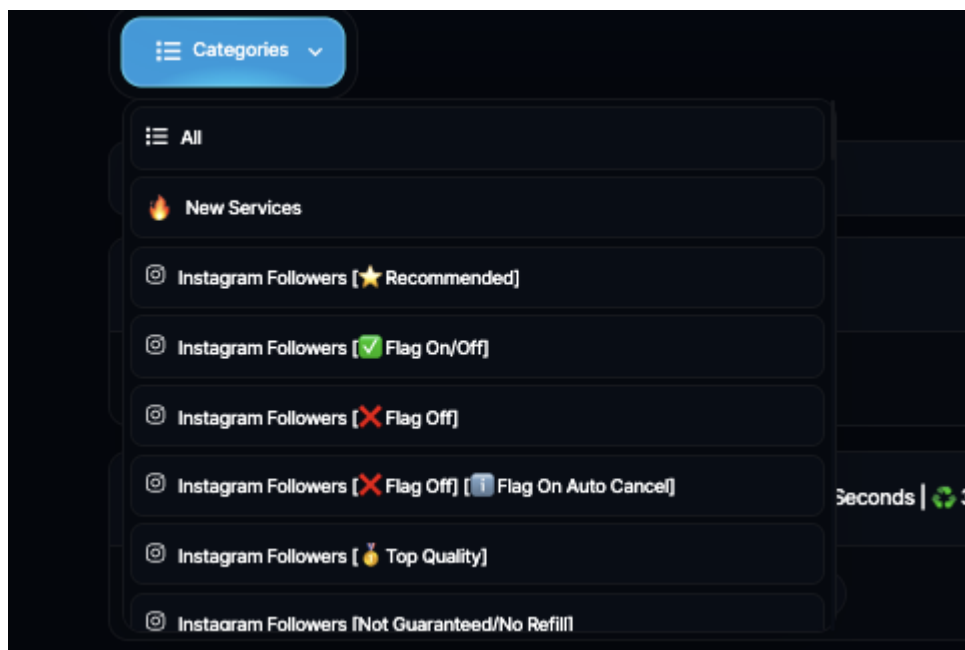 Categories
All
🔥 New Services
Instagram Followers [⭐ Recommended]
Instagram Followers [✅ Flag On/Off]
Instagram Followers [❌ Flag Off]
Instagram Followers [❌ Flag Off] [ℹ️ Flag On Auto Cancel]
Seconds | ♻️ 3
Instagram Followers [🥇 Top Quality]
Instagram Followers [Not Guaranteed/No Refill]